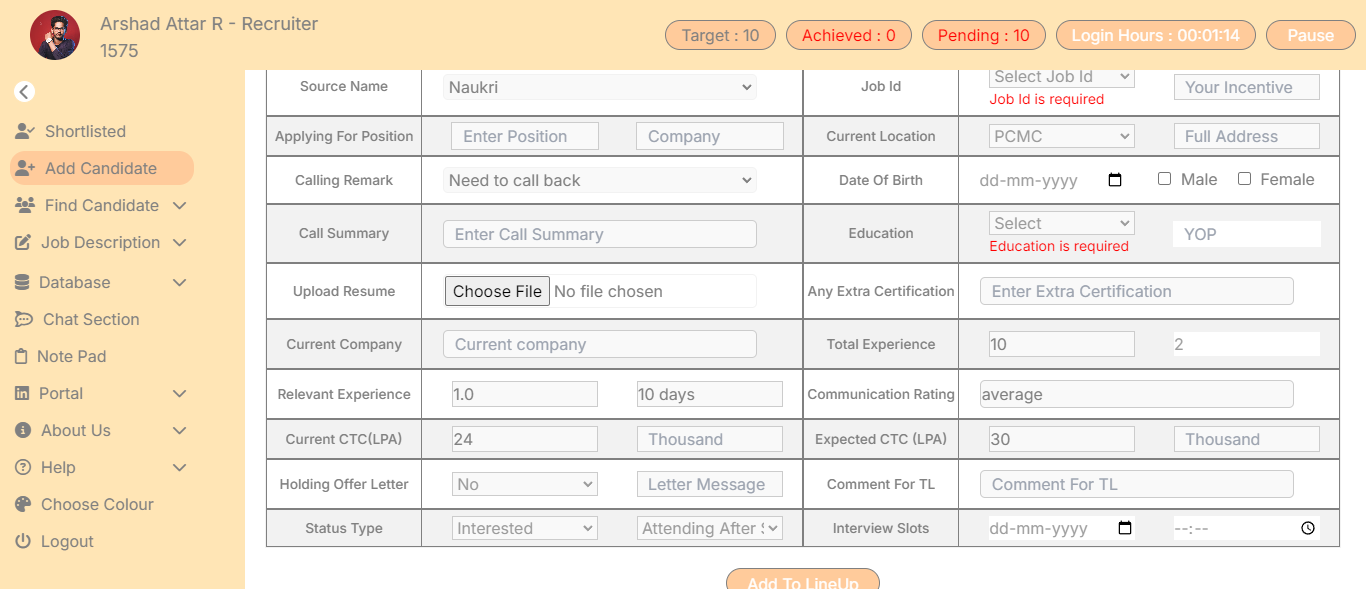 Arshad Attar R - Recruiter
1575
Target : 10
Achieved : 0
Pending : 10
Login Hours : 00:01:14
Pause
Shortlisted
Add Candidate
Find Candidate
Job Description
Database
Chat Section
Note Pad
Portal
About Us
Help
Choose Colour
Logout
Source Name
Naukri
Job Id
Select Job Id
Your Incentive
Job Id is required
Applying For Position
Enter Position
Company
Current Location
PCMC
Full Address
Calling Remark
Need to call back
Date Of Birth
dd-mm-yyyy
Male
Female
Call Summary
Enter Call Summary
Education
Select
YOP
Education is required
Upload Resume
Choose File
No file chosen
Any Extra Certification
Enter Extra Certification
Current Company
Current company
Total Experience
10
2
Relevant Experience
1.0
10 days
Communication Rating
average
Current CTC(LPA)
24
Thousand
Expected CTC (LPA)
30
Thousand
Holding Offer Letter
No
Letter Message
Comment For TL
Comment For TL
Status Type
Interested
Attending After
Interview Slots
dd-mm-yyyy
--:--
Add To LineUp